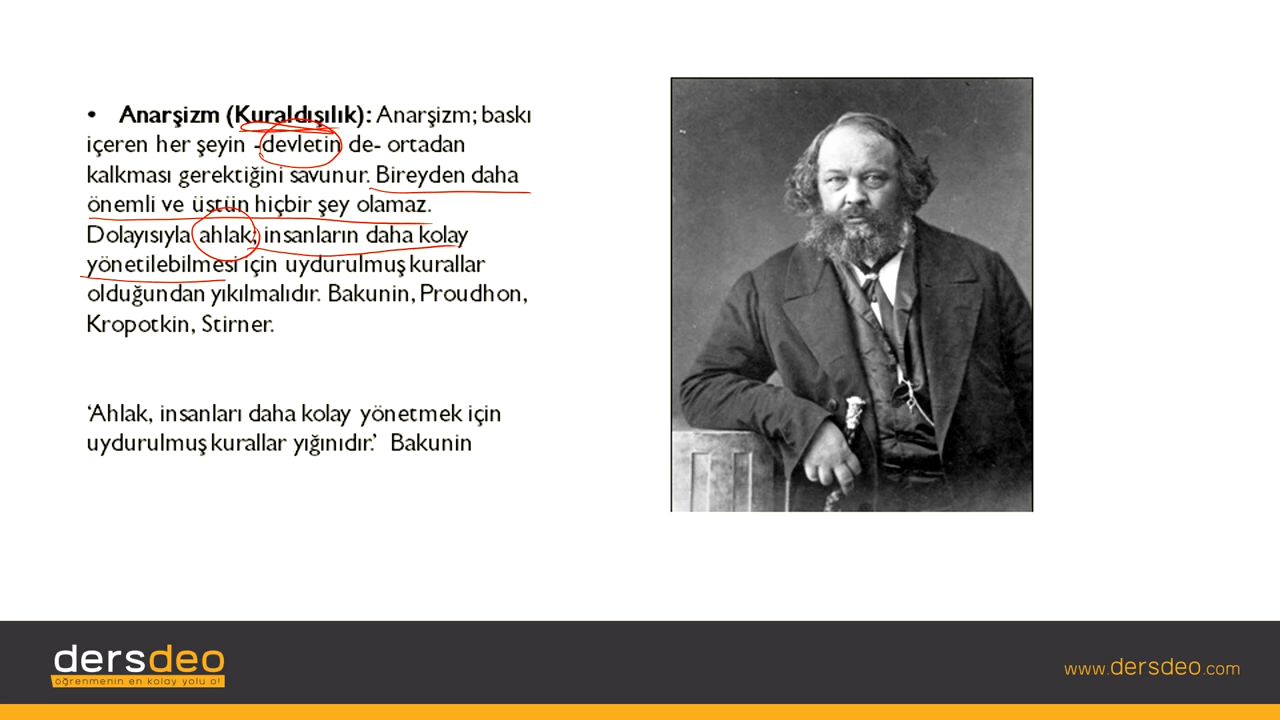 • Anarşizm (Kuraldışılık): Anarşizm; baskı
içeren her şeyin -devletin de- ortadan
kalkması gerektiğini savunur. Bireyden daha
önemli ve üstün hiçbir şey olamaz.
Dolayısıyla ahlak; insanların daha kolay
yönetilebilmesi için uydurulmuş kurallar
olduğundan yıkılmalıdır. Bakunin, Proudhon,
Kropotkin, Stirner.
‘Ahlak, insanları daha kolay yönetmek için
uydurulmuş kurallar yığınıdır.’ Bakunin
dersdeo
öğrenmenin en kolay yolu o!
www.dersdeo.com